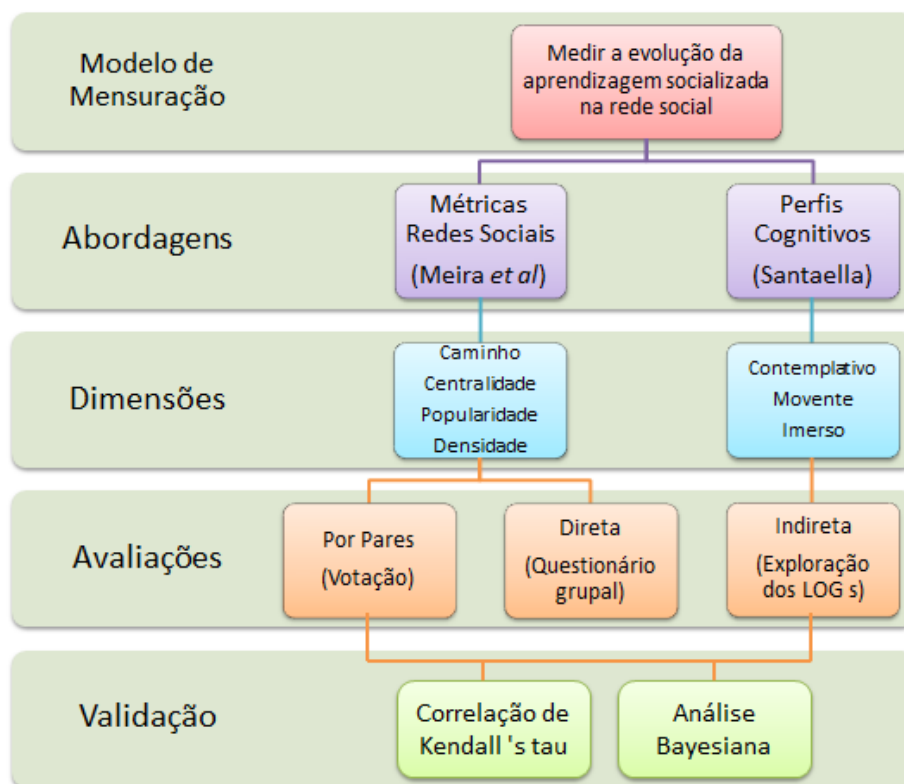 Modelo de
Mensuração
Medir a evolução da
aprendizagem socializada
na rede social
Abordagens
Métricas
Redes Sociais
(Meira et al)
Perfis
Cognitivos
(Santaella)
Dimensões
Caminho
Centralidade
Popularidade
Densidade
Contemplativo
Movente
Imerso
Avaliações
Por Pares
(Votação)
Direta
(Questionário
grupal)
Indireta
(Exploração
dos LOG s)
Validação
Correlação de
Kendall 's tau
Análise
Bayesiana